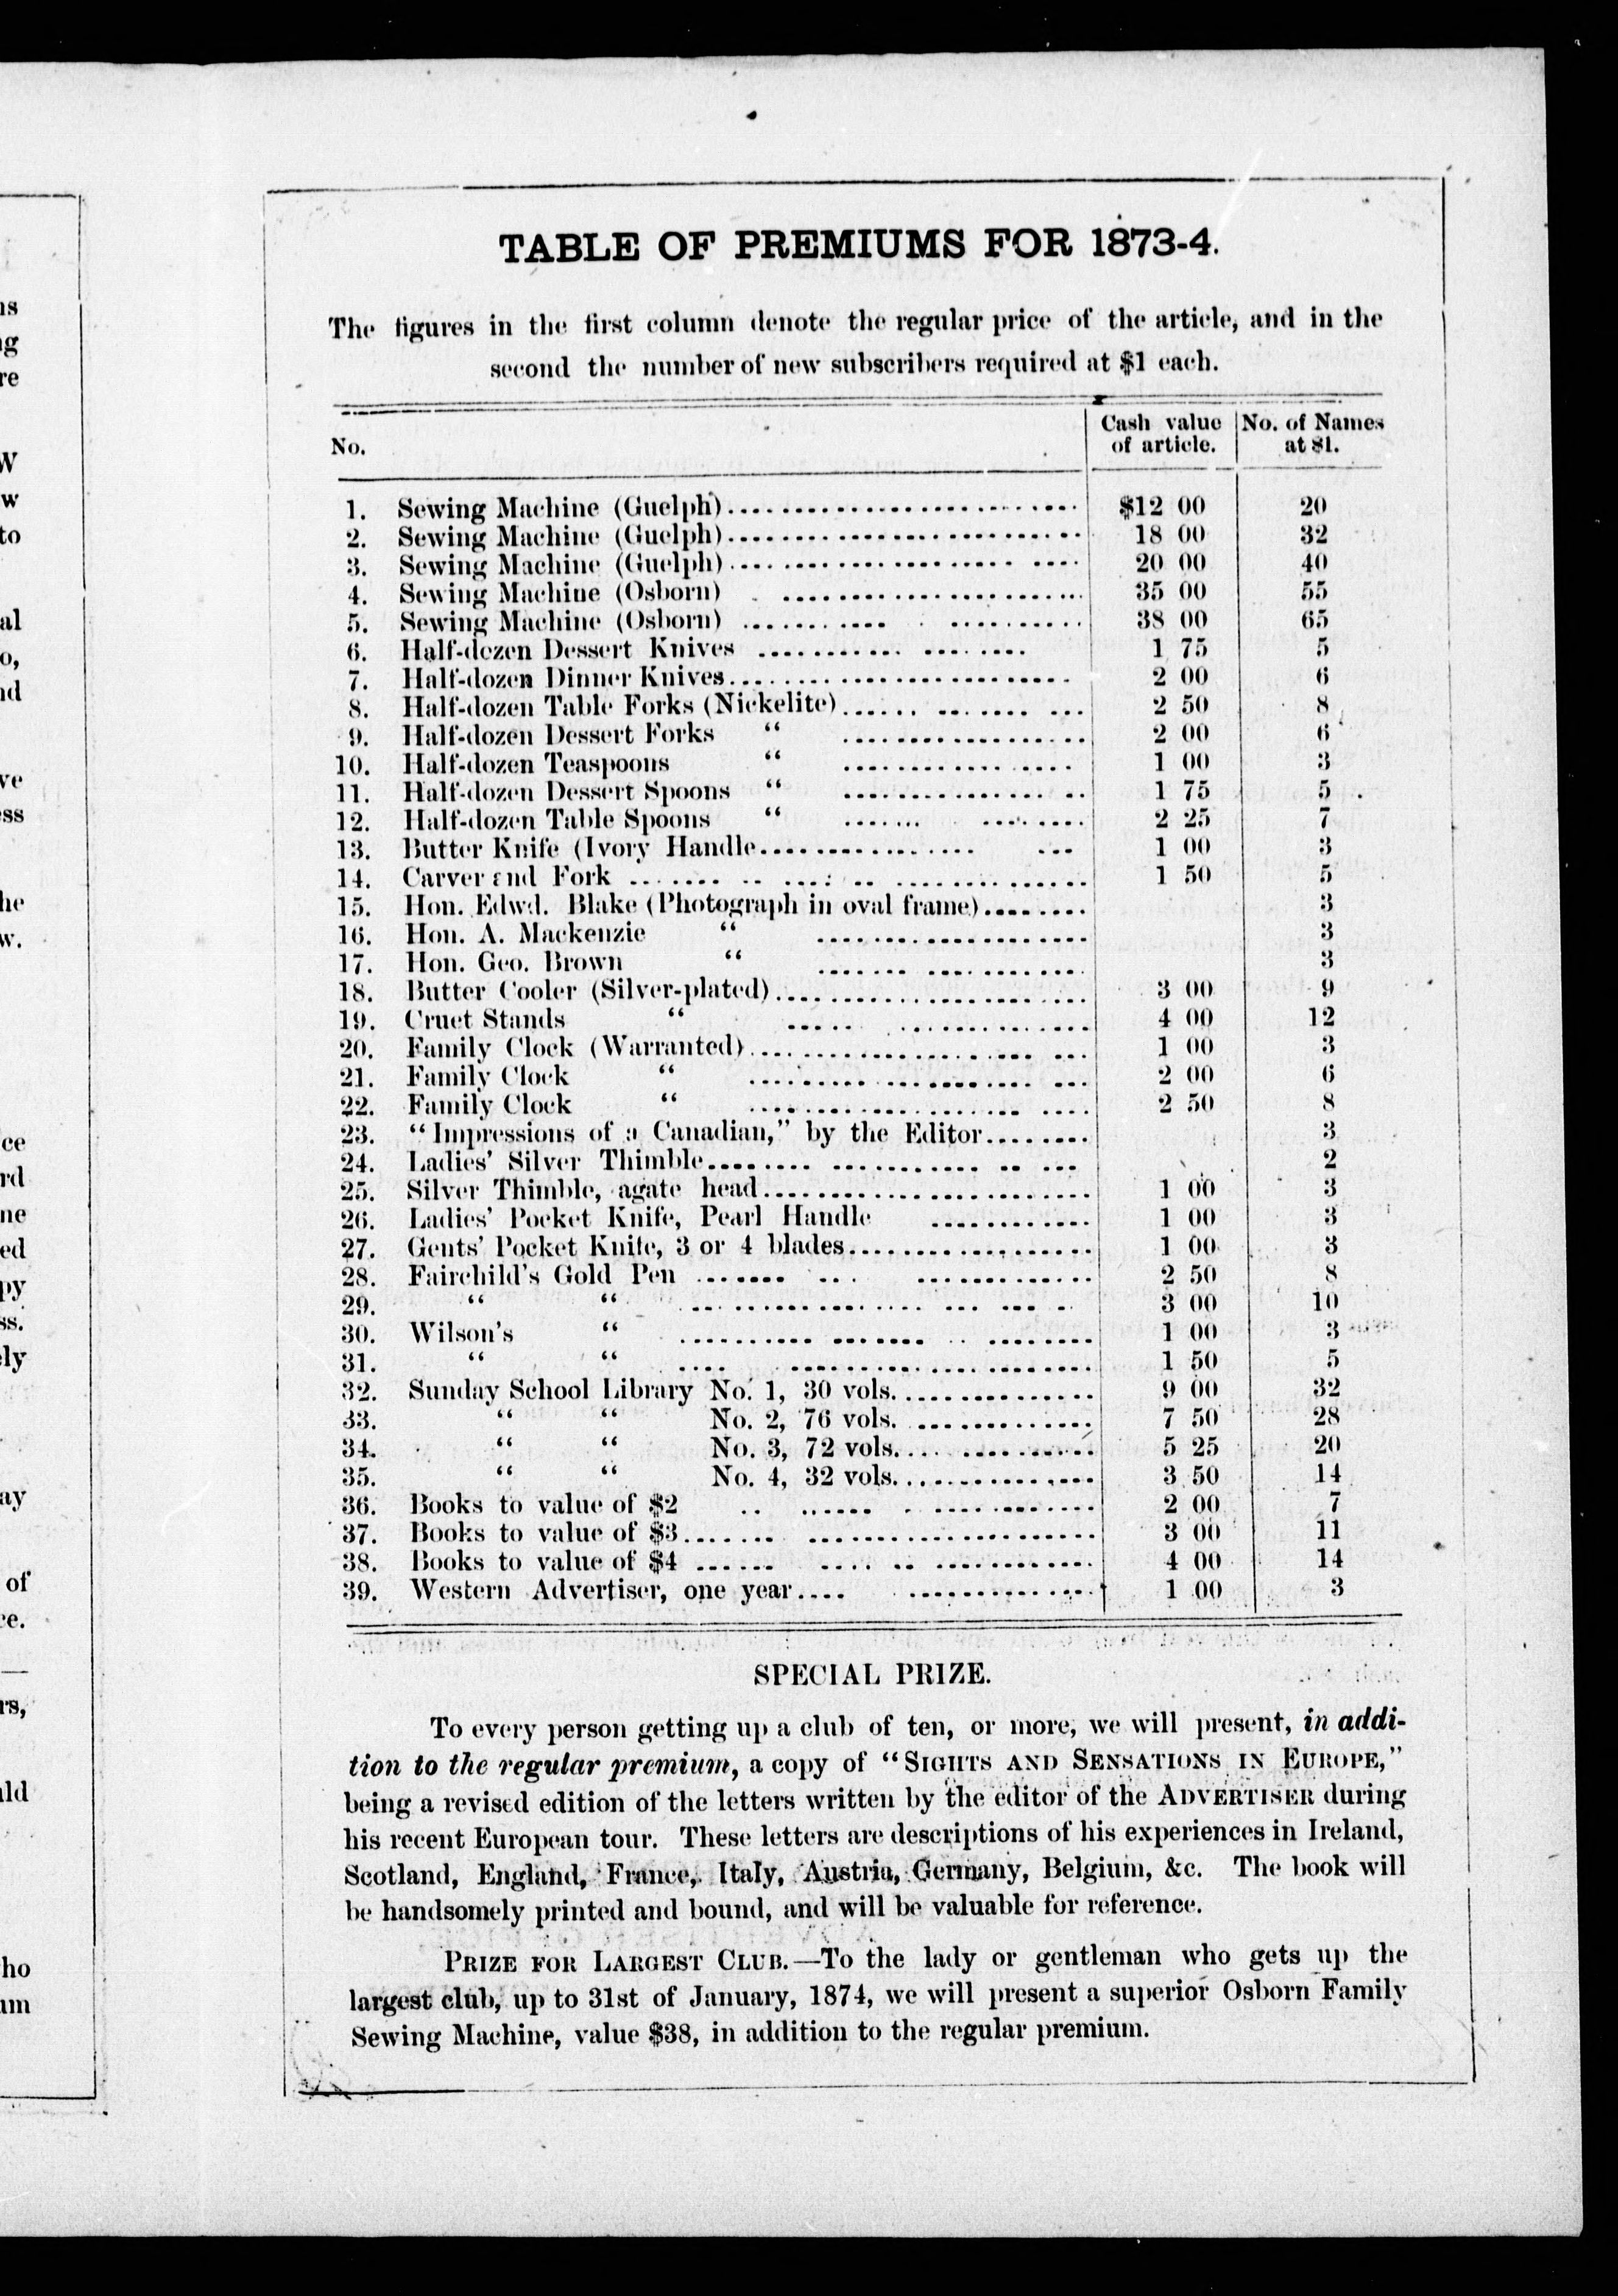 TABLE OF PREMIUMS FOR 1873-4.
The figures in the first column denote the regular price of the article, and in the
second the number of new subscribers required at $1 each.
No. Cash value of article. No. of Names at $1.
1. Sewing Machine (Guelph) $12 00 20
2. Sewing Machine (Guelph) 18 00 32
3. Sewing Machine (Guelph) 20 00 40
4. Sewing Machine (Osborn) 35 00 55
5. Sewing Machine (Osborn) 38 00 65
6. Half-dozen Dessert Knives 1 75 5
7. Half-dozen Dinner Knives 2 00 6
8. Half-dozen Table Forks (Nickelite) 2 50 8
9. Half-dozen Dessert Forks “ 2 00 6
10. Half-dozen Teaspoons “ 1 00 3
11. Half-dozen Dessert Spoons “ 1 75 5
12. Half-dozen Table Spoons “ 2 25 7
13. Butter Knife (Ivory Handle 1 00 3
14. Carver and Fork 1 50 5
15. Hon. Edwd. Blake (Photograph in oval frame) 3
16. Hon. A. Mackenzie “ 3
17. Hon. Geo. Brown “ 3
18. Butter Cooler (Silver-plated) 3 00 9
19. Cruet Stands “ 4 00 12
20. Family Clock (Warranted) 1 00 3
21. Family Clock “ 2 00 6
22. Family Clock “ 2 50 8
23. “Impressions of a Canadian,” by the Editor 3
24. Ladies' Silver Thimble 2
25. Silver Thimble, agate head 1 00 3
26. Ladies' Pocket Knife, Pearl Handle 1 00 3
27. Gents' Pocket Knife, 3 or 4 blades 1 00 3
28. Fairchild's Gold Pen 2 50 8
29. “ “ 3 00 10
30. Wilson's “ 1 00 3
31. “ “ 1 50 5
32. Sunday School Library No. 1, 30 vols. 9 00 32
33. “ “ No. 2, 76 vols. 7 50 28
34. “ “ No. 3, 72 vols. 5 25 20
35. “ “ No. 4, 32 vols. 3 50 14
36. Books to value of $2 2 00 7
37. Books to value of $3 3 00 11
38. Books to value of $4 4 00 14
39. Western Advertiser, one year 1 00 3
SPECIAL PRIZE.
To every person getting up a club of ten, or more, we will present, in addi-
tion to the regular premium, a copy of “SIGHTS AND SENSATIONS IN EUROPE,”
being a revised edition of the letters written by the editor of the ADVERTISER during
his recent European tour. These letters are descriptions of his experiences in Ireland,
Scotland, England, France, Italy, Austria, Germany, Belgium, &c. The book will
be handsomely printed and bound, and will be valuable for reference.
PRIZE FOR LARGEST CLUB.—To the lady or gentleman who gets up the
largest club, up to 31st of January, 1874, we will present a superior Osborn Family
Sewing Machine, value $38, in addition to the regular premium.